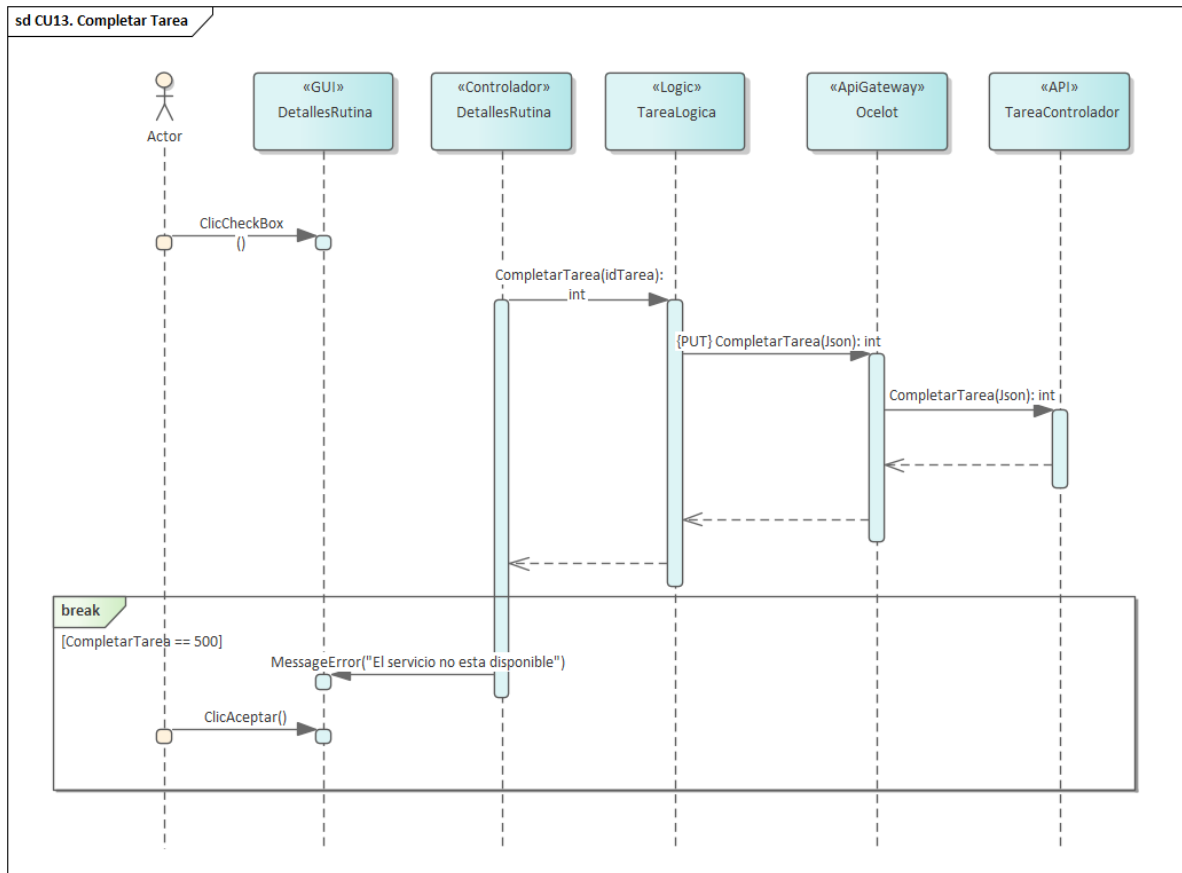 sd CU13. Completar Tarea
Actor
«GUI»
DetallesRutina
«Controlador»
DetallesRutina
«Logic»
TareaLogica
«ApiGateway»
Ocelot
«API»
TareaControlador
ClicCheckBox
()
CompletarTarea(idTarea):
int
{PUT} CompletarTarea(Json): int
CompletarTarea(Json): int
break
[CompletarTarea == 500]
MessageError("El servicio no esta disponible")
ClicAceptar()